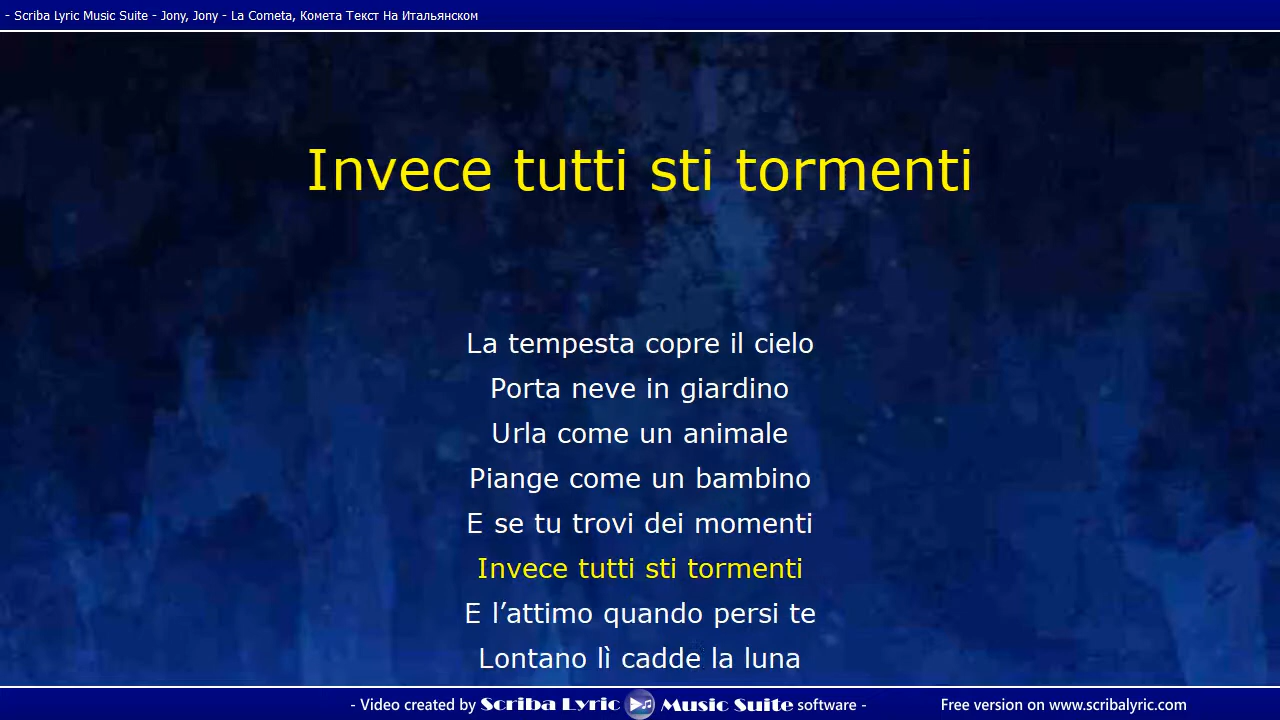 - Scriba Lyric Music Suite - Jony, Jony - La Cometa, Комета Текст На Итальянском
Invece tutti sti tormenti
La tempesta copre il cielo
Porta neve in giardino
Urla come un animale
Piange come un bambino
E se tu trovi dei momenti
Invece tutti sti tormenti
E l’attimo quando persi te
Lontano lì cadde la luna
- Video created by Scriba Lyric Music Suite software - Free version on www.scribalyric.com